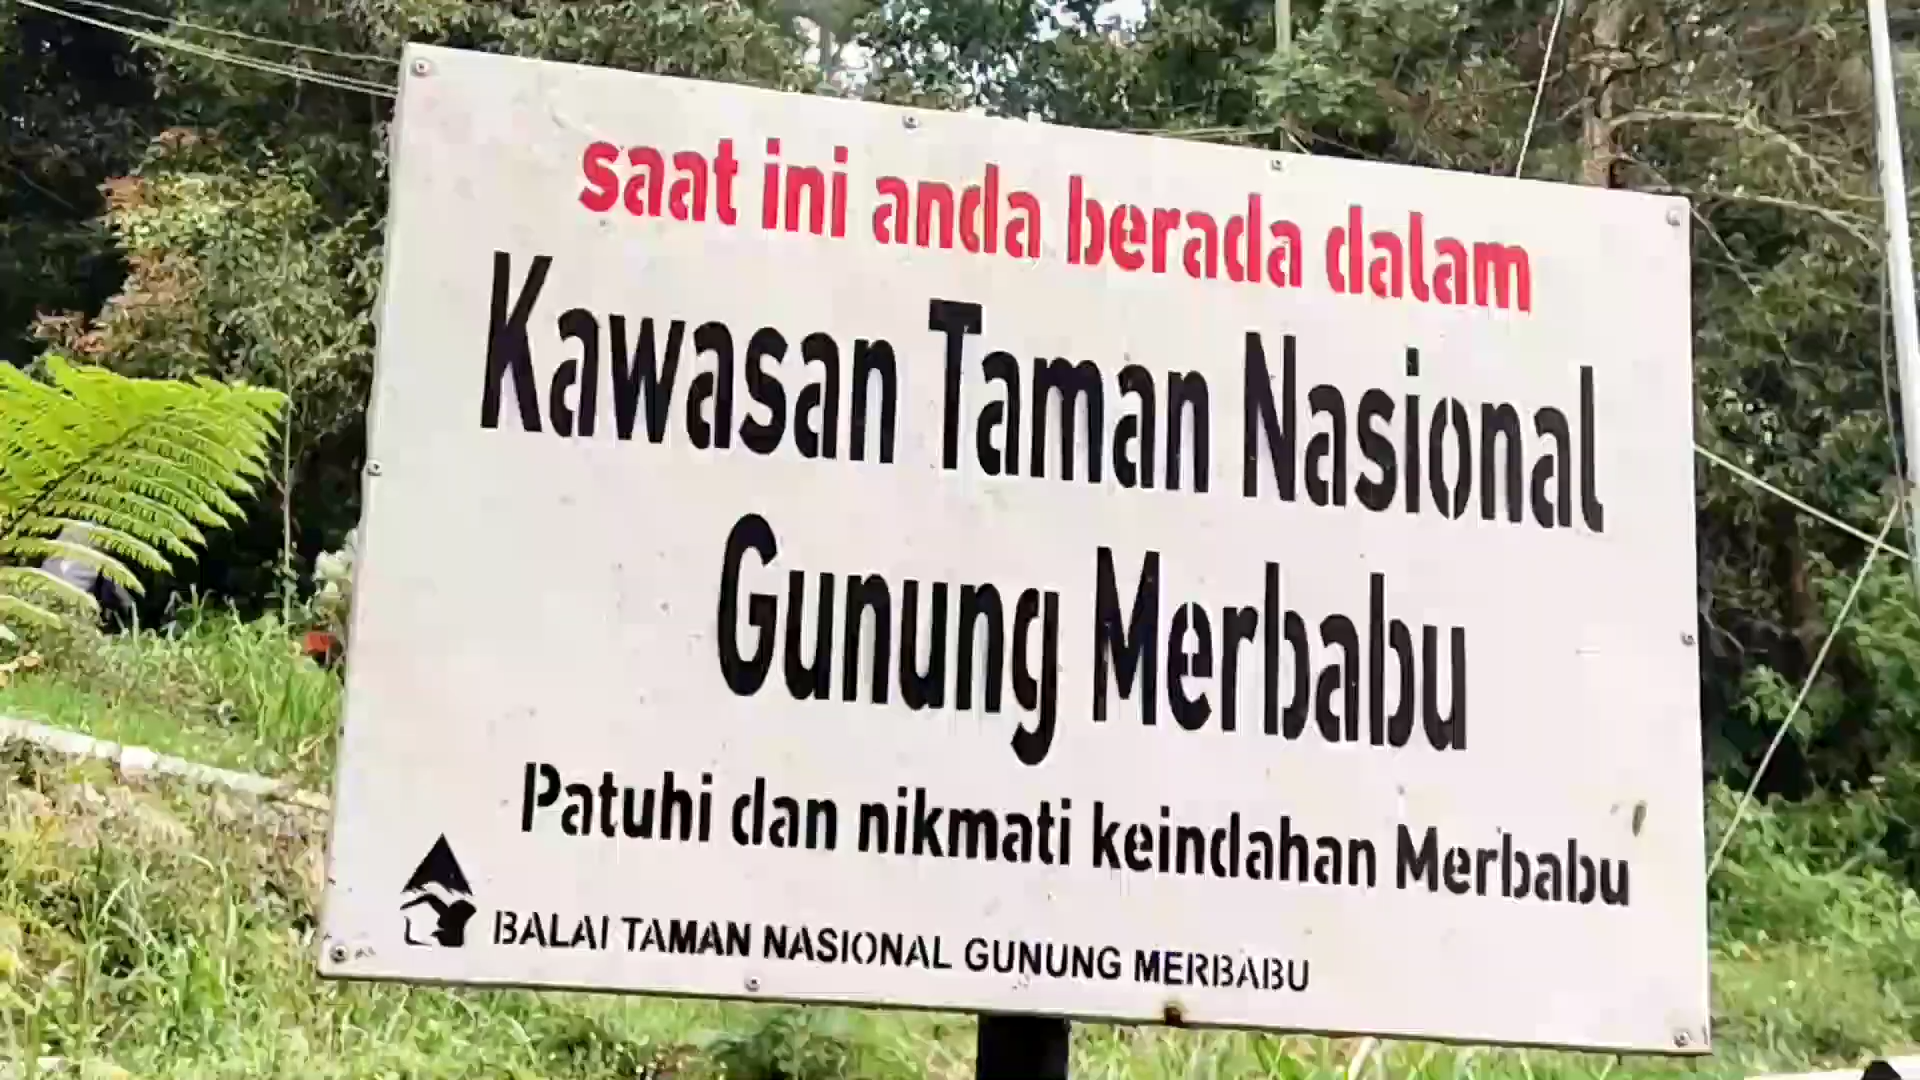 saat ini anda berada dalam
Kawasan Taman Nasional
Gunung Merbabu
Patuhi dan nikmati keindahan Merbabu
BALAI TAMAN NASIONAL GUNUNG MERBABU